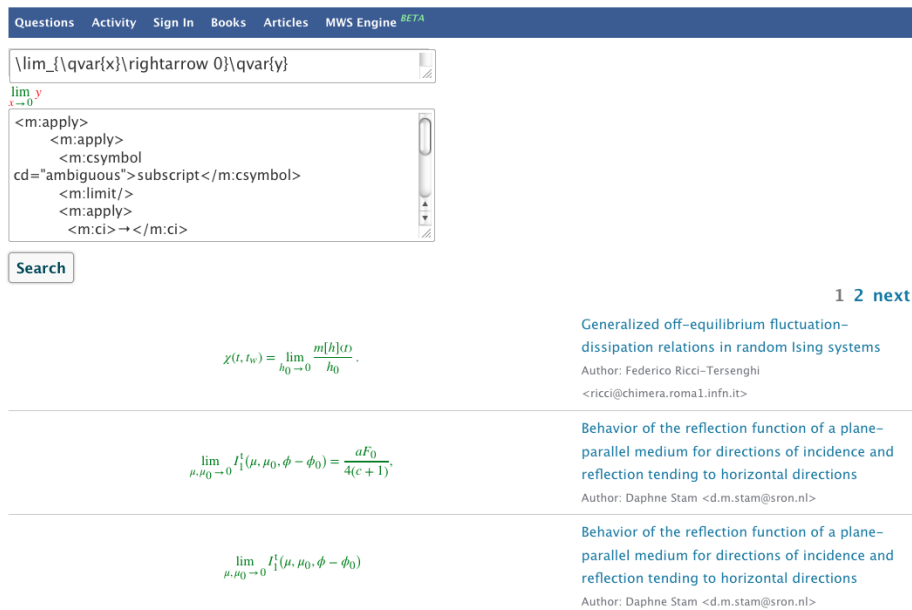 Questions Activity Sign In Books Articles MWS Engine BETA
\lim_{\qvar{x}\rightarrow 0}\qvar{y}
lim y
x→0
<m:apply>
<m:apply>
<m:csymbol
cd="ambiguous">subscript</m:csymbol>
<m:limit/>
<m:apply>
<m:ci>→</m:ci>
Search
1 2 next
χ(t, t_w) = lim_{h_0→0} m[h](t)/h_0 .
Generalized off-equilibrium fluctuation-
dissipation relations in random Ising systems
Author: Federico Ricci-Tersenghi
<ricci@chimera.roma1.infn.it>
lim_{μ,μ_0→0} I_1^t(μ, μ_0, ϕ − ϕ_0) = aF_0/4(c + 1),
Behavior of the reflection function of a plane-
parallel medium for directions of incidence and
reflection tending to horizontal directions
Author: Daphne Stam <d.m.stam@sron.nl>
lim_{μ,μ_0→0} I_1^t(μ, μ_0, ϕ − ϕ_0)
Behavior of the reflection function of a plane-
parallel medium for directions of incidence and
reflection tending to horizontal directions
Author: Daphne Stam <d.m.stam@sron.nl>